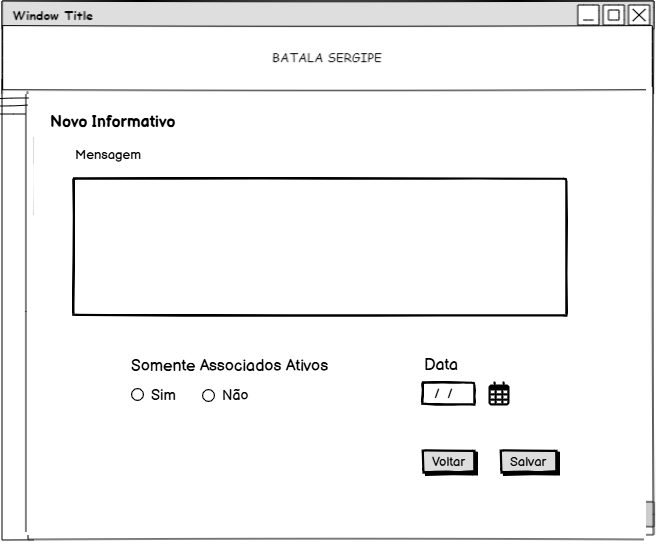 Window Title
BATALA SERGIPE
Novo Informativo
Mensagem
Somente Associados Ativos
Data
Sim Não
/ /
Voltar Salvar